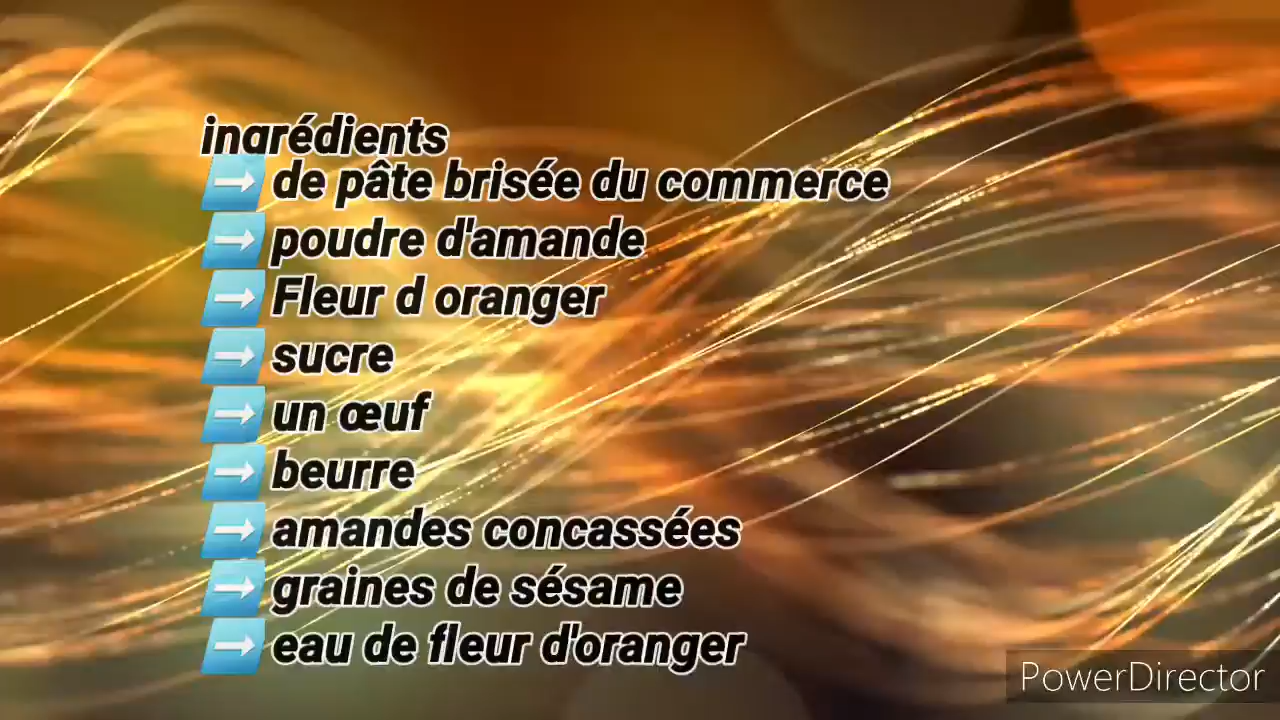 ingrédients
➡️ de pâte brisée du commerce
➡️ poudre d'amande
➡️ Fleur d oranger
➡️ sucre
➡️ un œuf
➡️ beurre
➡️ amandes concassées
➡️ graines de sésame
➡️ eau de fleur d'oranger
PowerDirector